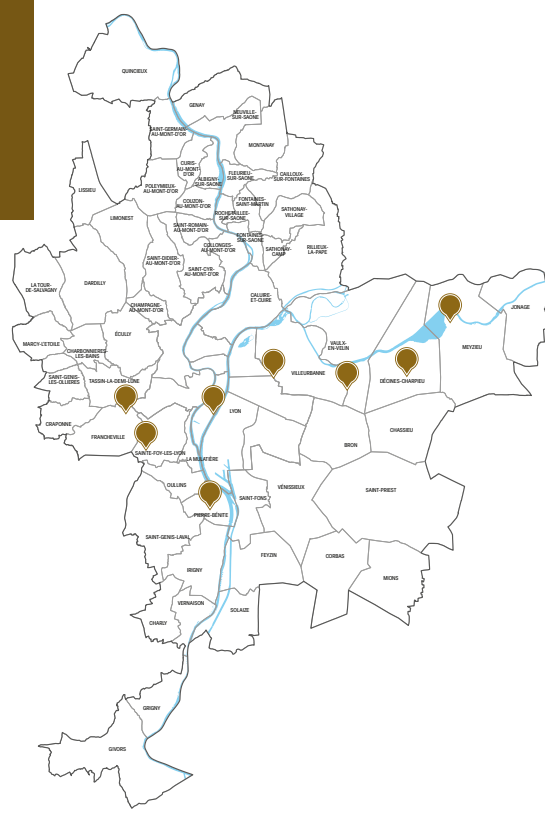 QUINCIEUX
GENAY
NEUVILLE-
SUR-SAONE
SAINT-GERMAIN-
AU-MONT-D'OR
MONTANAY
CURIS-
AU-MONT-
D'OR
ALBIGNY-
SUR-SAONE
FLEURIEU-
SUR-SAONE
CAILLOUX-
SUR-FONTAINES
LISSIEU
POLEYMIEUX-
AU-MONT-D'OR
COUZON-
AU-MONT-D'OR
FONTAINES-
SAINT-MARTIN
LIMONEST
ROCHETAILLEE-
SUR-SAONE
SATHONAY-
VILLAGE
SAINT-ROMAIN-
AU-MONT-D'OR
FONTAINES-
SUR-SAONE
COLLONGES-
AU-MONT-D'OR
SATHONAY-
CAMP
RILLIEUX-
LA-PAPE
SAINT-DIDIER-
AU-MONT-D'OR
SAINT-CYR-
AU-MONT-D'OR
LA TOUR-
DE-SALVAGNY
DARDILLY
CALUIRE-
ET-CUIRE
CHAMPAGNE-
AU-MONT-D'OR
JONAGE
ÉCULLY
MARCY-L'ETOILE
CHARBONNIERES-
LES-BAINS
VAULX-
EN-VELIN
MEYZIEU
SAINT-GENIS-
LES-OLLIERES
TASSIN-LA-DEMI-LUNE
VILLEURBANNE
DÉCINES-CHARPIEU
LYON
CRAPONNE
FRANCHEVILLE
CHASSIEU
BRON
SAINTE-FOY-LES-LYON
LA MULATIÈRE
OULLINS
VÉNISSIEUX
SAINT-PRIEST
SAINT-FONS
PIERRE-BÉNITE
SAINT-GENIS-LAVAL
FEYZIN
CORBAS
IRIGNY
MIONS
VERNAISON
SOLAIZE
CHARLY
GRIGNY
GIVORS